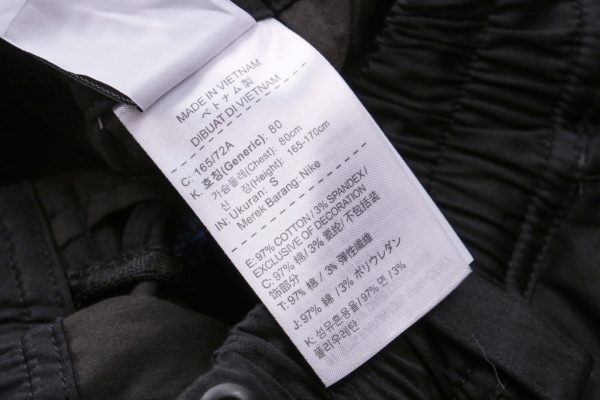 MADE IN VIETNAM
ベトナム製
DIBUAT DI VIETNAM
C: 165/72A
K: 호칭(Generic): 80
가슴둘레(Chest): 80cm
신 장(Height): 165-170cm
IN: Ukuran: S
Merek Barang: Nike
E: 97% COTTON / 3% SPANDEX/
EXCLUSIVE OF DECORATION
C: 97% 棉/ 3% 氨纶/ 不包括装
饰部分
T: 97% 棉 / 3% 彈性纖維
J: 97% 綿 /3% ポリウレタン
K: 섬유혼용율/97% 면 /3%
폴리우레탄